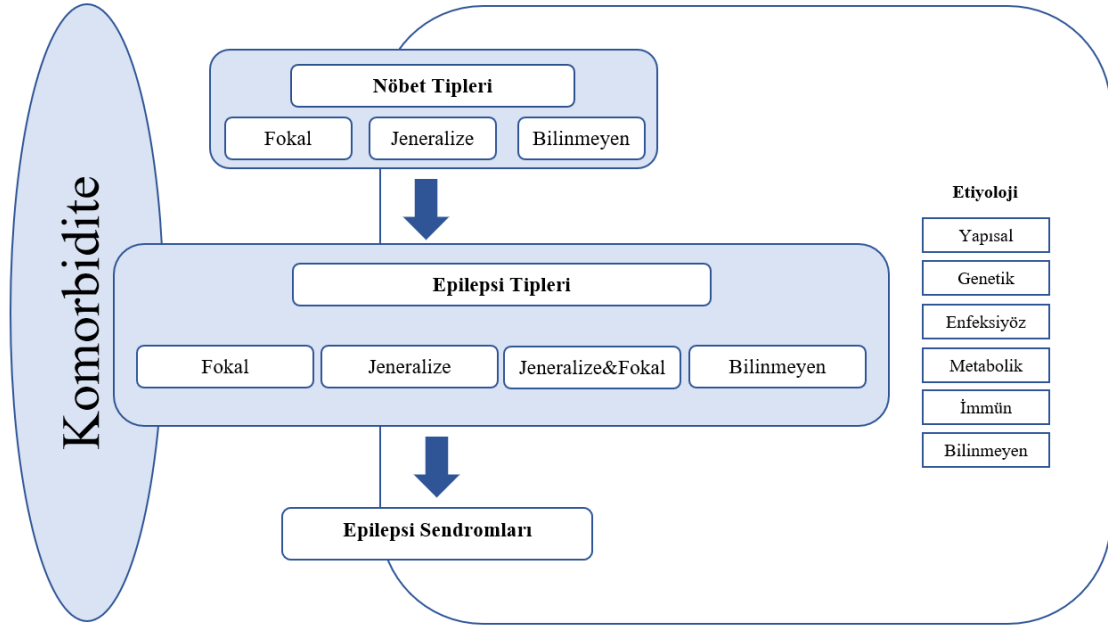 Komorbidite
Nöbet Tipleri
Fokal
Jeneralize
Bilinmeyen
Epilepsi Tipleri
Fokal
Jeneralize
Jeneralize&Fokal
Bilinmeyen
Epilepsi Sendromları
Etiyoloji
Yapısal
Genetik
Enfeksiyöz
Metabolik
İmmün
Bilinmeyen